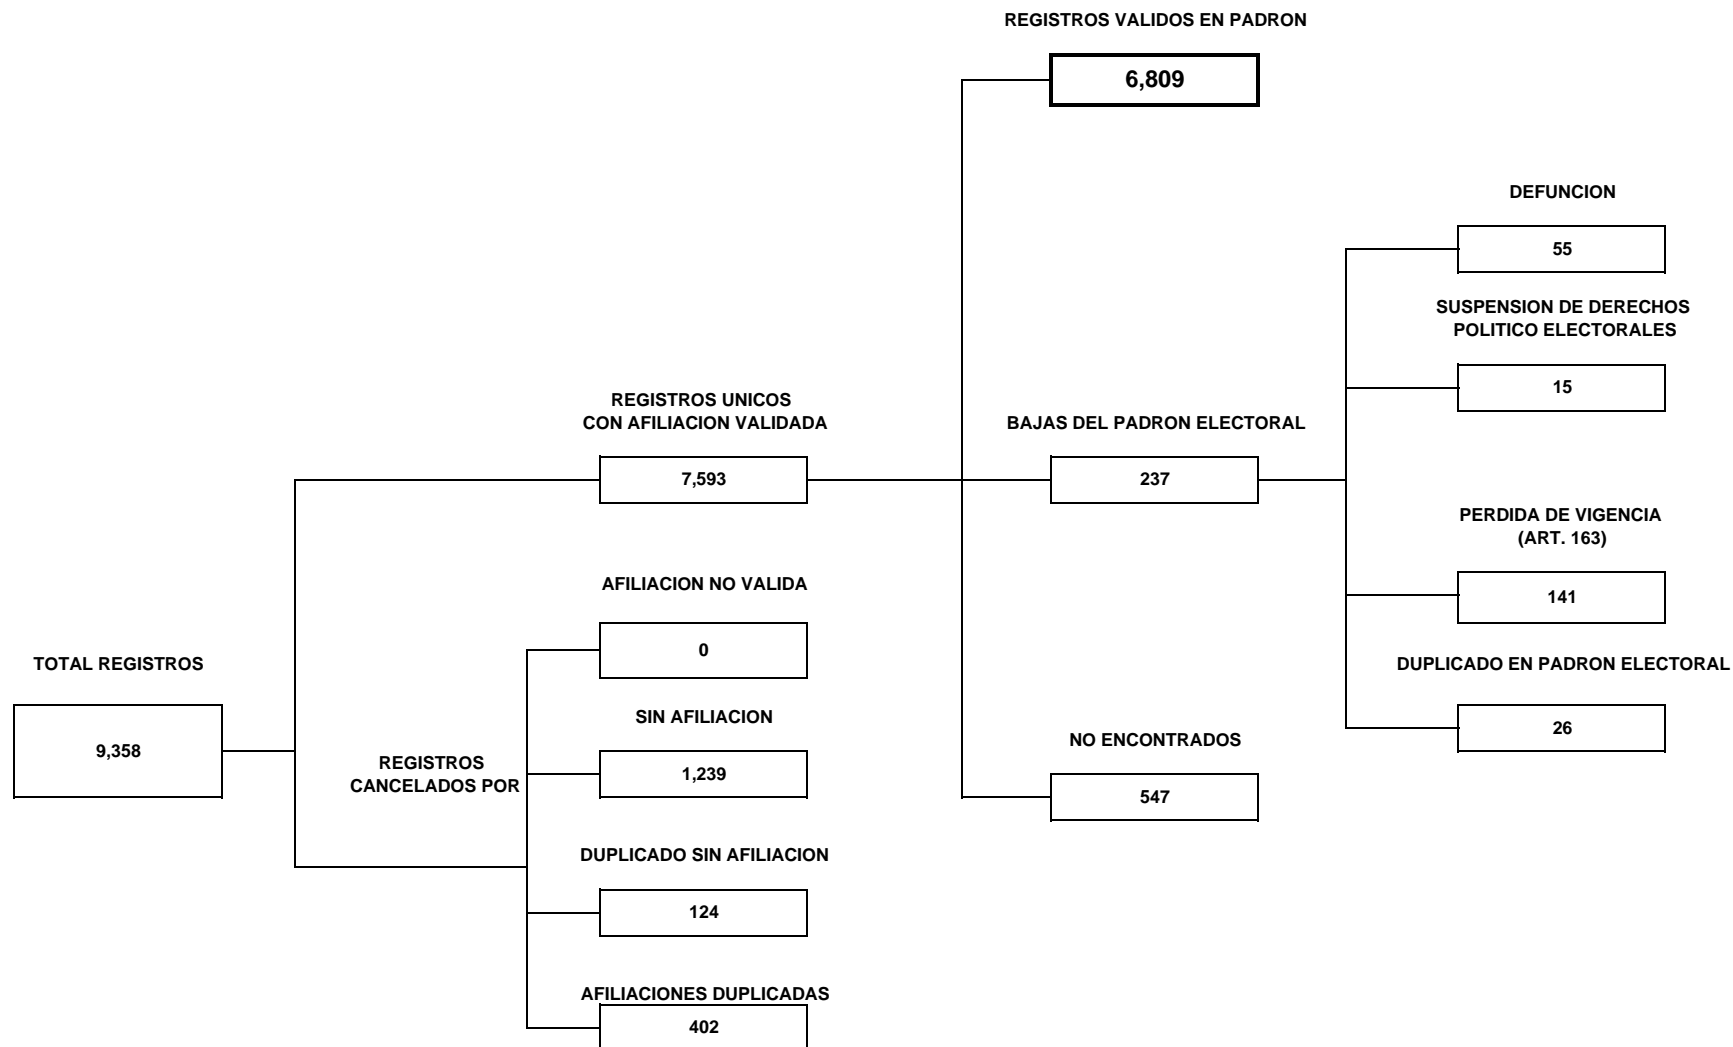 REGISTROS VALIDOS EN PADRON
6,809
DEFUNCION
55
SUSPENSION DE DERECHOS
POLITICO ELECTORALES
15
REGISTROS UNICOS
CON AFILIACION VALIDADA
7,593
BAJAS DEL PADRON ELECTORAL
237
PERDIDA DE VIGENCIA
(ART. 163)
141
AFILIACION NO VALIDA
0
TOTAL REGISTROS
9,358
DUPLICADO EN PADRON ELECTORAL
26
SIN AFILIACION
1,239
NO ENCONTRADOS
547
REGISTROS
CANCELADOS POR
DUPLICADO SIN AFILIACION
124
AFILIACIONES DUPLICADAS
402